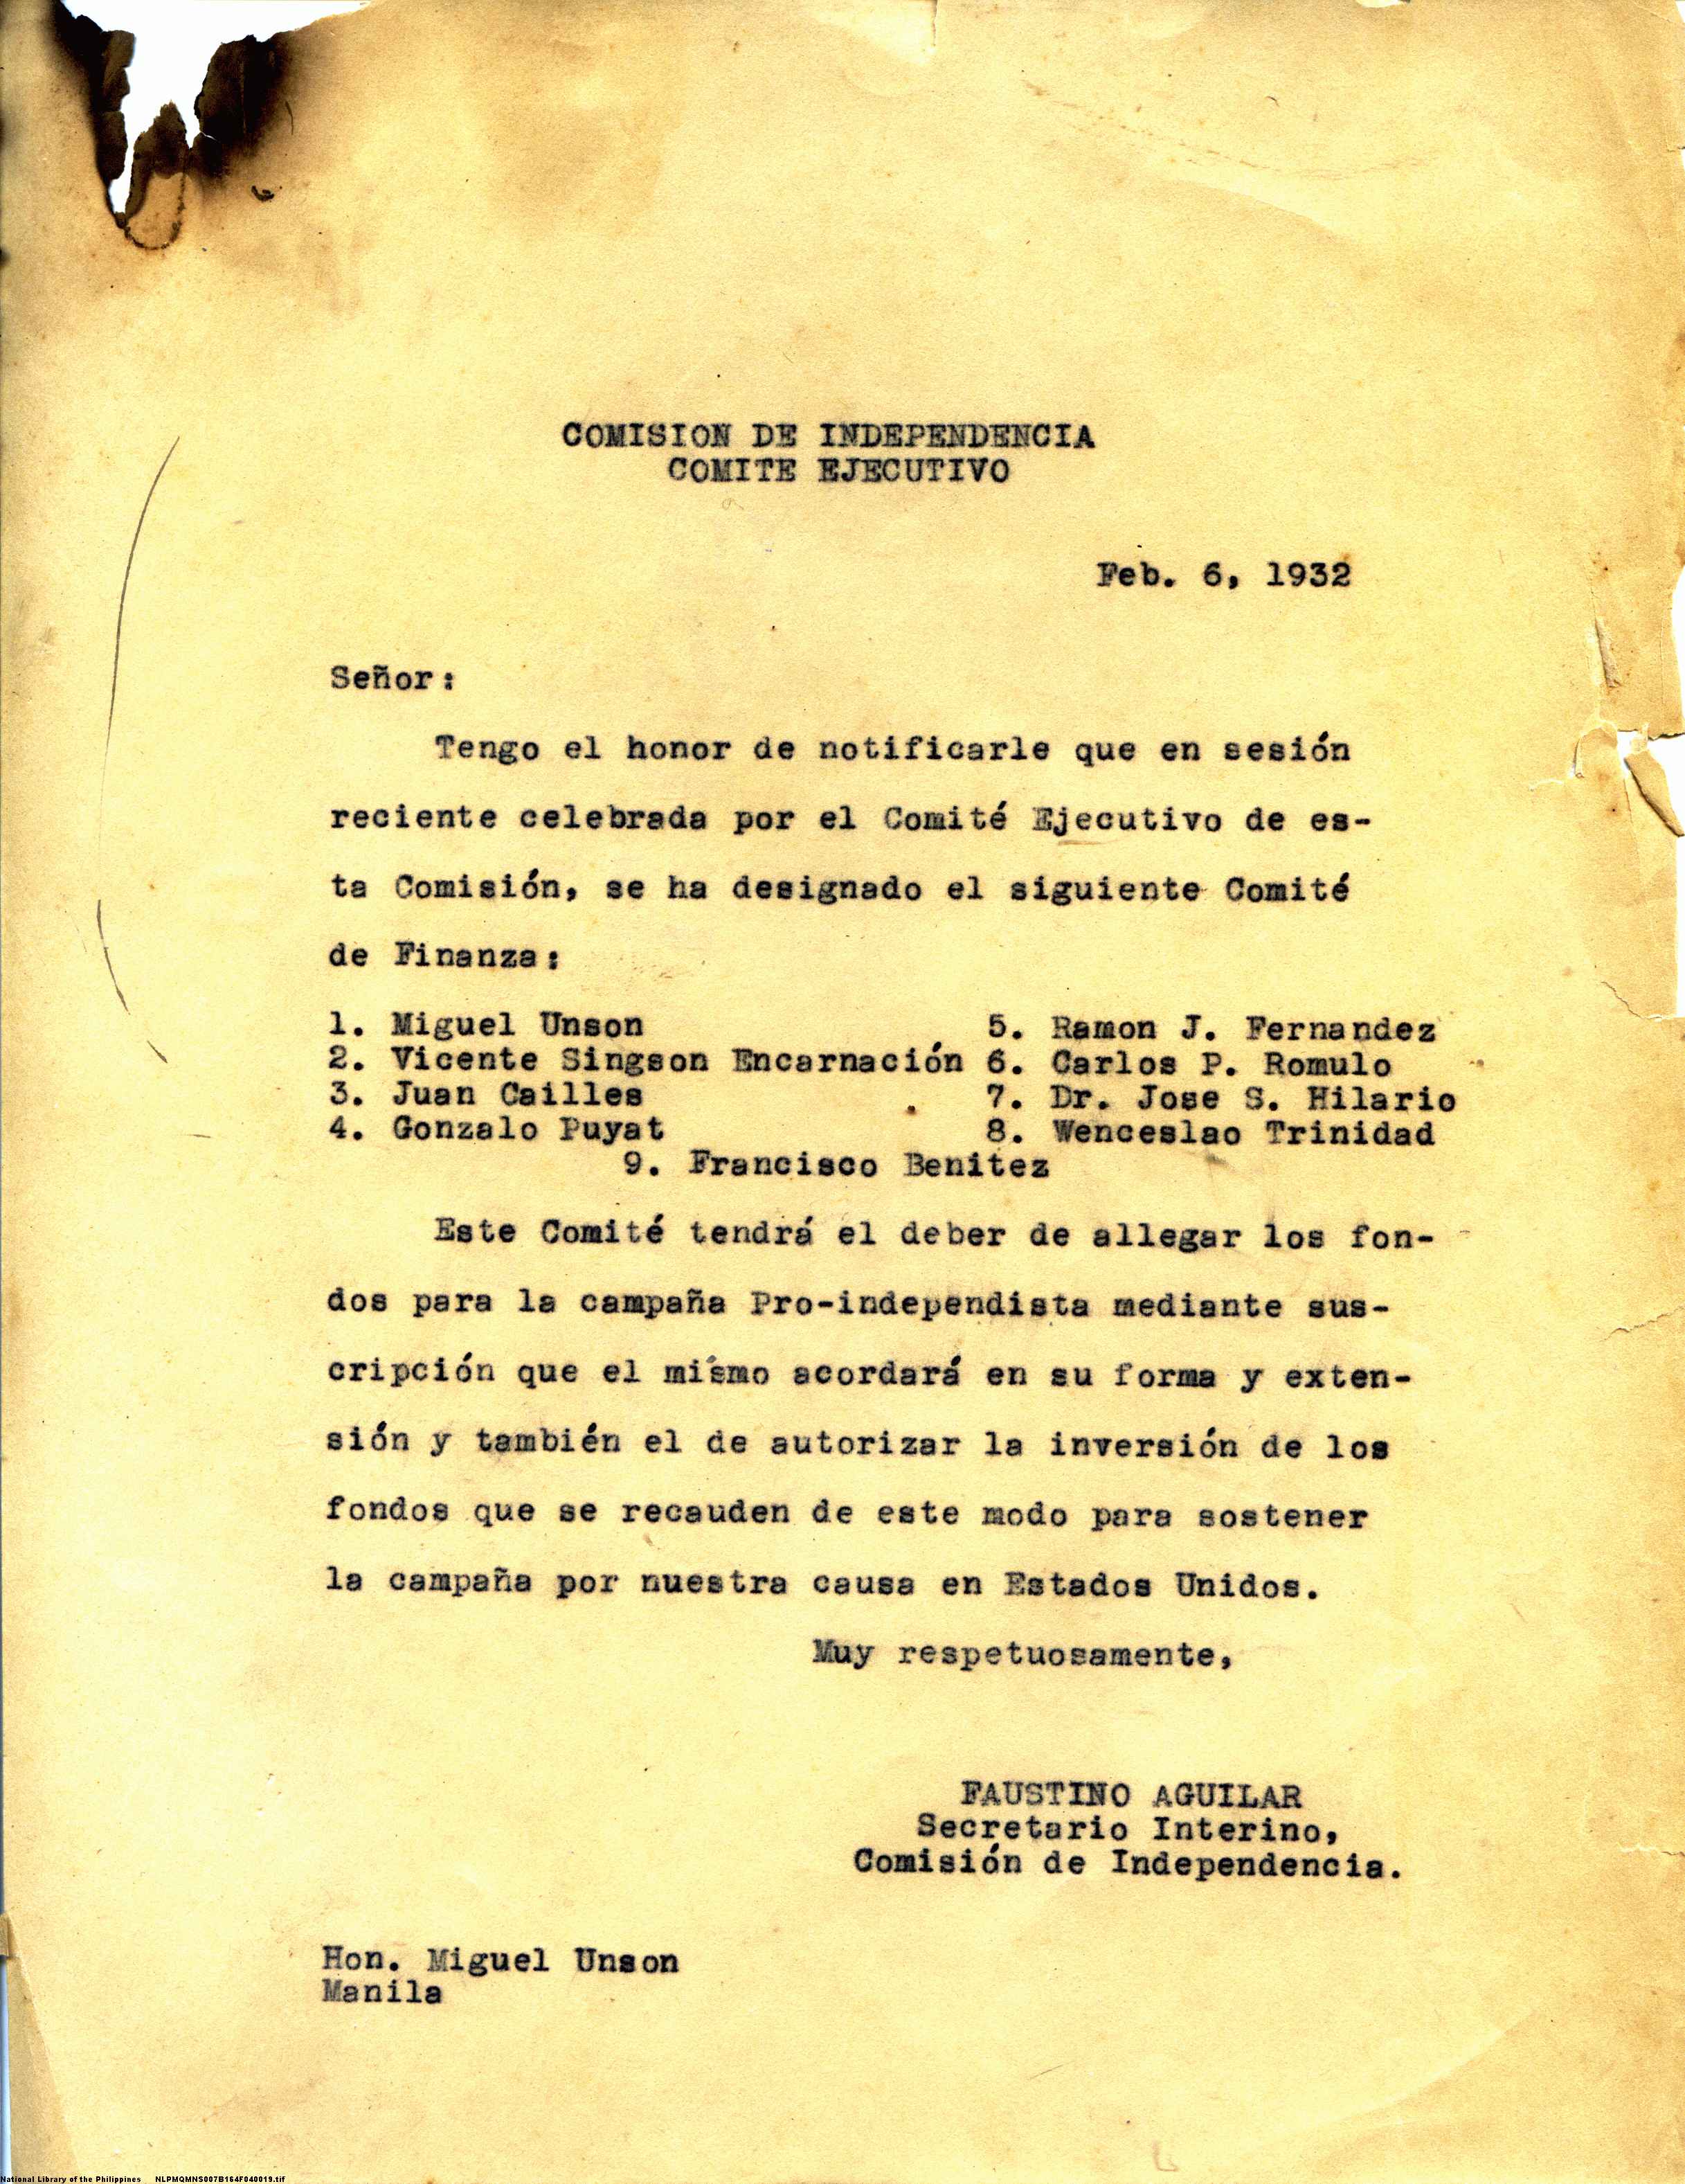 COMISION DE INDEPENDENCIA
COMITE EJECUTIVO
Feb. 6, 1932
Señor:
Tengo el honor de notificarle que en sesión
reciente celebrada por el Comité Ejecutivo de es-
ta Comisión, se ha designado el siguiente Comité
de Finanza:
1. Miguel Unson
2. Vicente Singson Encarnación
3. Juan Cailles
4. Gonzalo Puyat
5. Ramon J. Fernandez
6. Carlos P. Romulo
7. Dr. Jose S. Hilario
8. Wenceslao Trinidad
9. Francisco Benitez
Este Comité tendrá el deber de allegar los fon-
dos para la campaña Pro-independista mediante sus-
cripción que el mismo acordará en su forma y exten-
sión y también el de autorizar la inversión de los
fondos que se recauden de este modo para sostener
la campaña por nuestra causa en Estados Unidos.
Muy respetuosamente,
FAUSTINO AGUILAR
Secretario Interino,
Comisión de Independencia.
Hon. Miguel Unson
Manila
National Library of the Philippines NLPMQMNS007B164F040019.tif